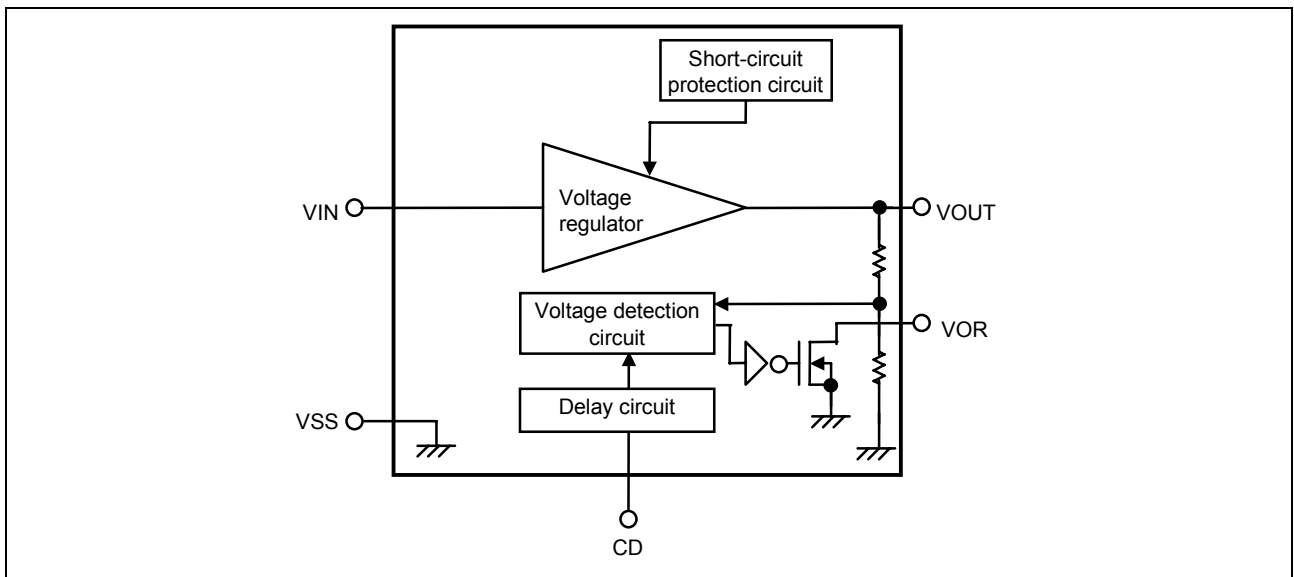 Short-circuit
protection circuit
Voltage
regulator
VIN
VOUT
Voltage detection
circuit
VOR
Delay circuit
VSS
CD